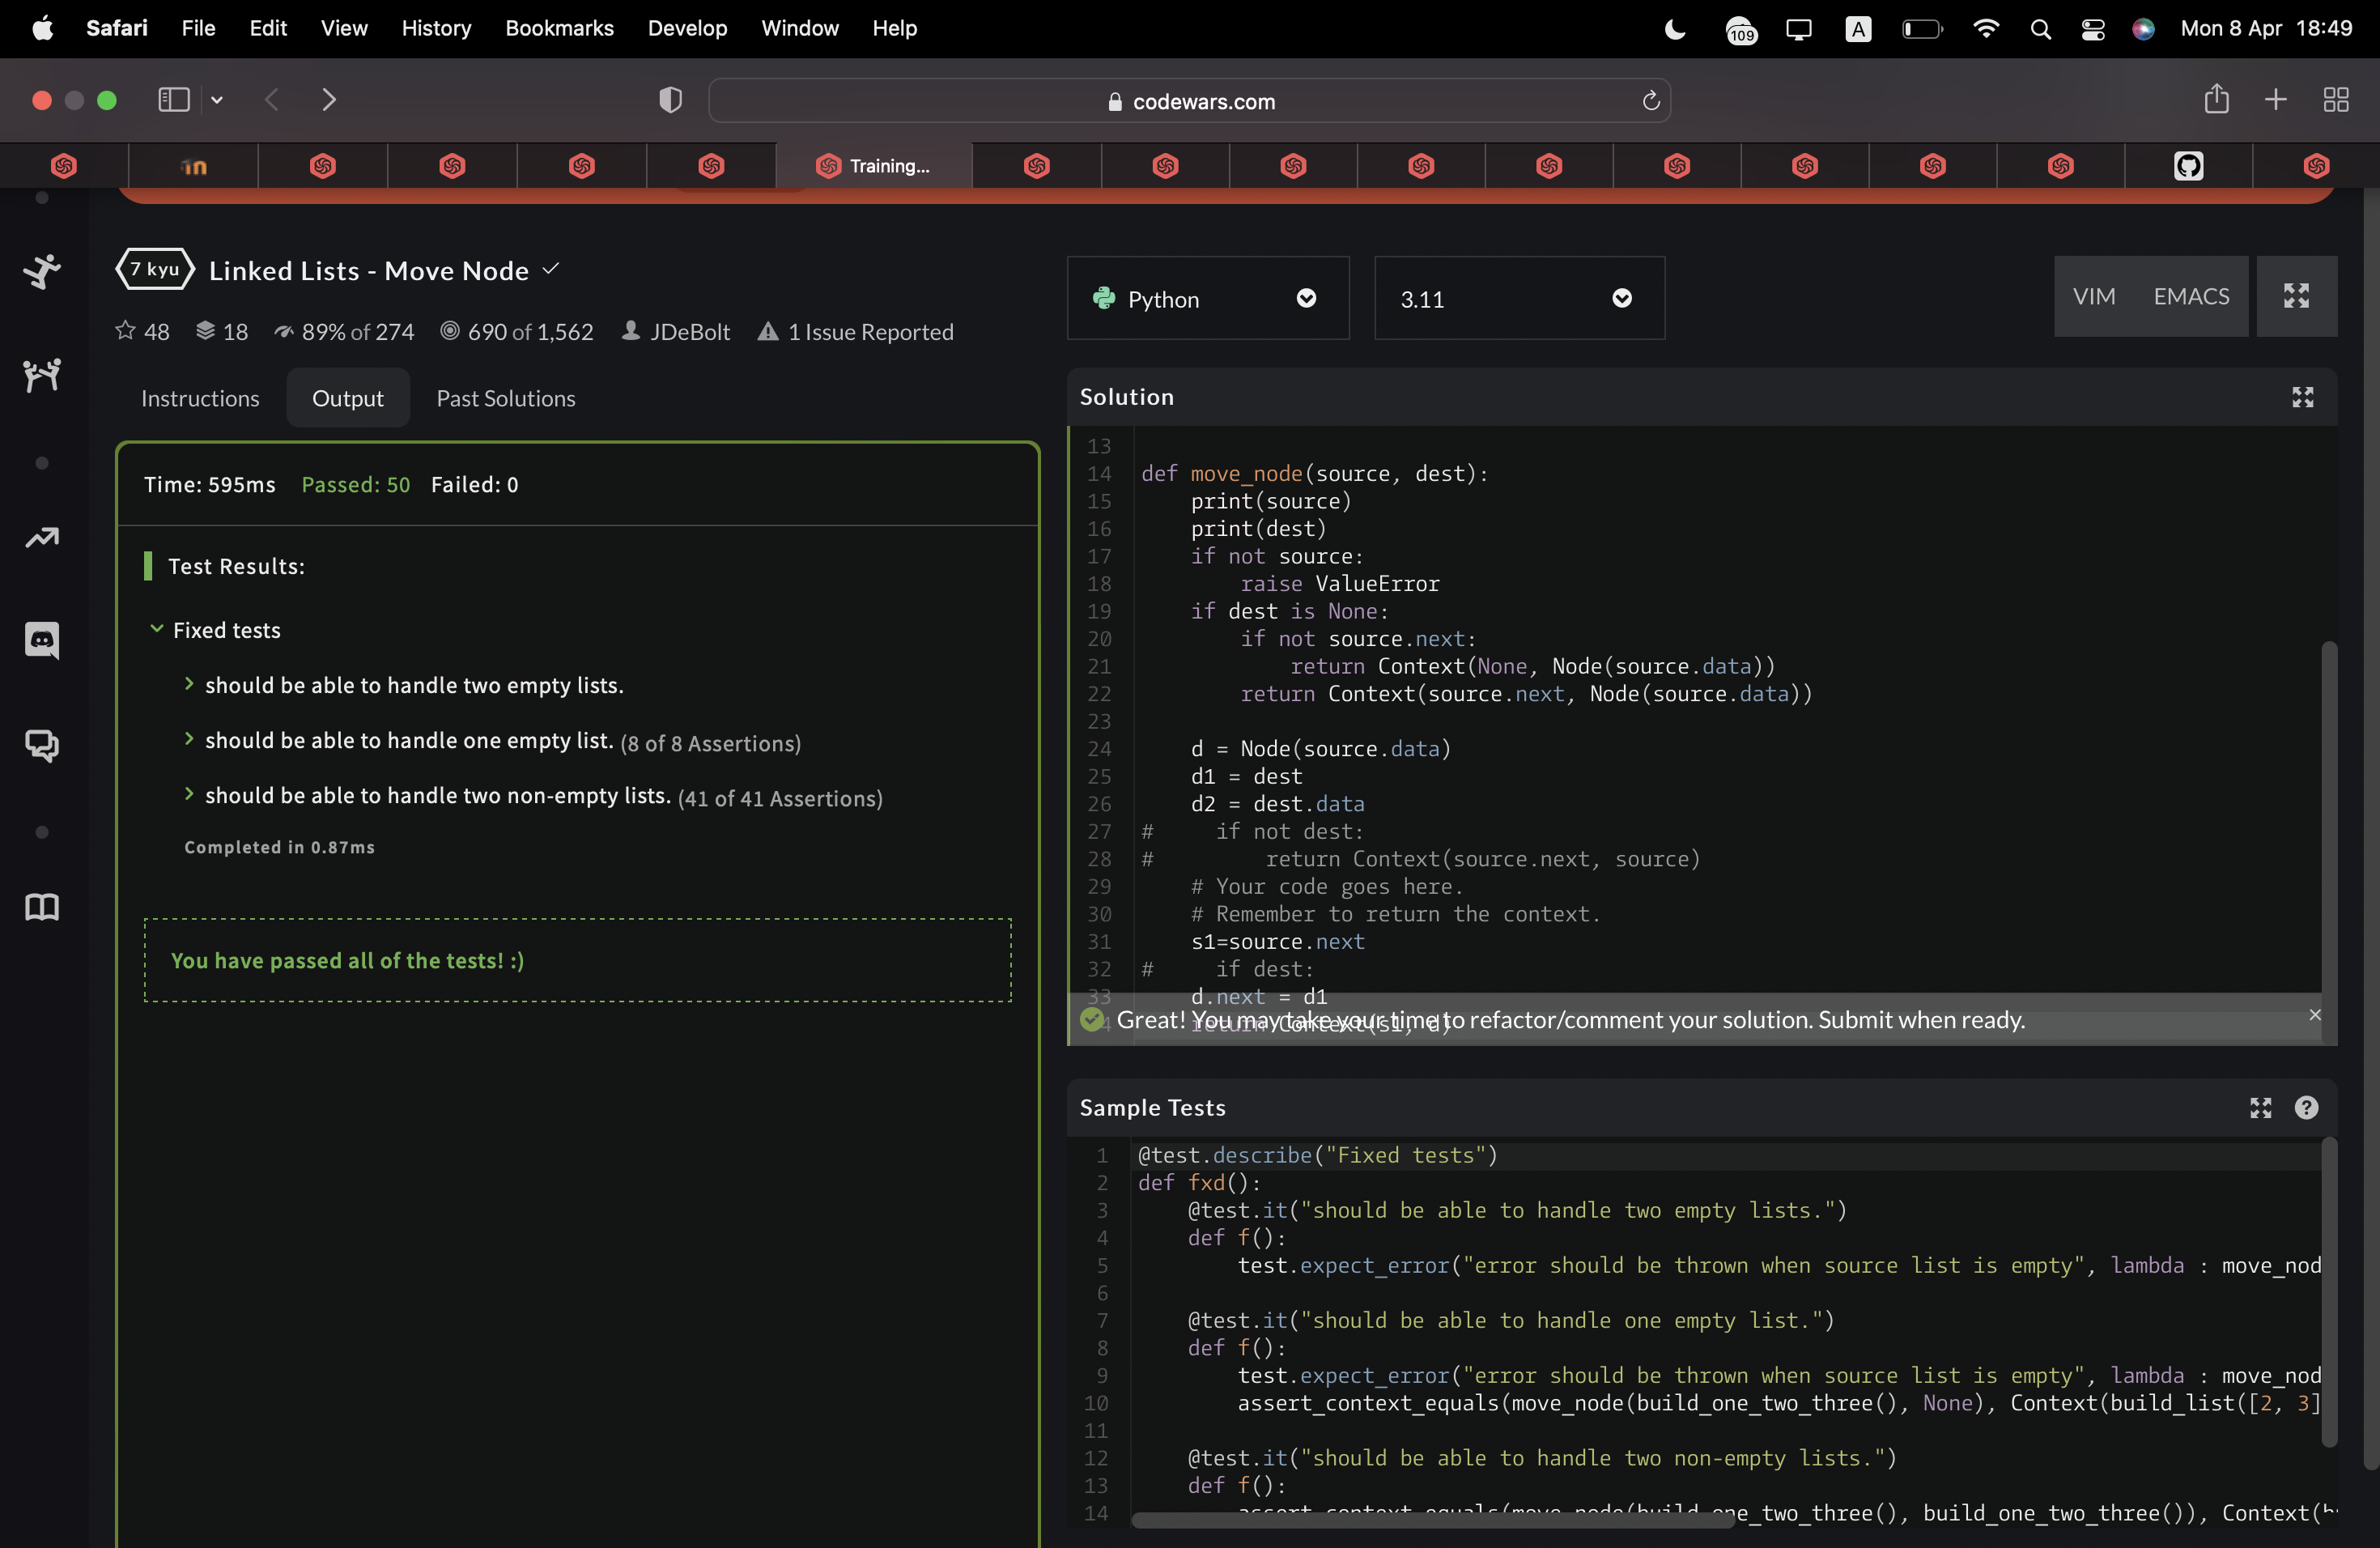 Safari File Edit View History Bookmarks Develop Window Help 109 A Mon 8 Apr 18:49
codewars.com
Training...
7 kyu Linked Lists - Move Node
48 18 89% of 274 690 of 1,562 JDeBolt 1 Issue Reported
Python 3.11 VIM EMACS
Instructions Output Past Solutions
Time: 595ms Passed: 50 Failed: 0
Test Results:
Fixed tests
should be able to handle two empty lists.
should be able to handle one empty list. (8 of 8 Assertions)
should be able to handle two non-empty lists. (41 of 41 Assertions)
Completed in 0.87ms
You have passed all of the tests! :)
Solution
13
14 def move_node(source, dest):
15 print(source)
16 print(dest)
17 if not source:
18 raise ValueError
19 if dest is None:
20 if not source.next:
21 return Context(None, Node(source.data))
22 return Context(source.next, Node(source.data))
23
24 d = Node(source.data)
25 d1 = dest
26 d2 = dest.data
27 # if not dest:
28 # return Context(source.next, source)
29 # Your code goes here.
30 # Remember to return the context.
31 s1=source.next
32 # if dest:
33 d.next = d1
return Context(s1, d)
Great! You may take your time to refactor/comment your solution. Submit when ready.
Sample Tests
1 @test.describe("Fixed tests")
2 def fxd():
3 @test.it("should be able to handle two empty lists.")
4 def f():
5 test.expect_error("error should be thrown when source list is empty", lambda : move_nod
6
7 @test.it("should be able to handle one empty list.")
8 def f():
9 test.expect_error("error should be thrown when source list is empty", lambda : move_nod
10 assert_context_equals(move_node(build_one_two_three(), None), Context(build_list([2, 3]
11
12 @test.it("should be able to handle two non-empty lists.")
13 def f():
14 assert_context_equals(move_node(build_one_two_three(), build_one_two_three()), Context(